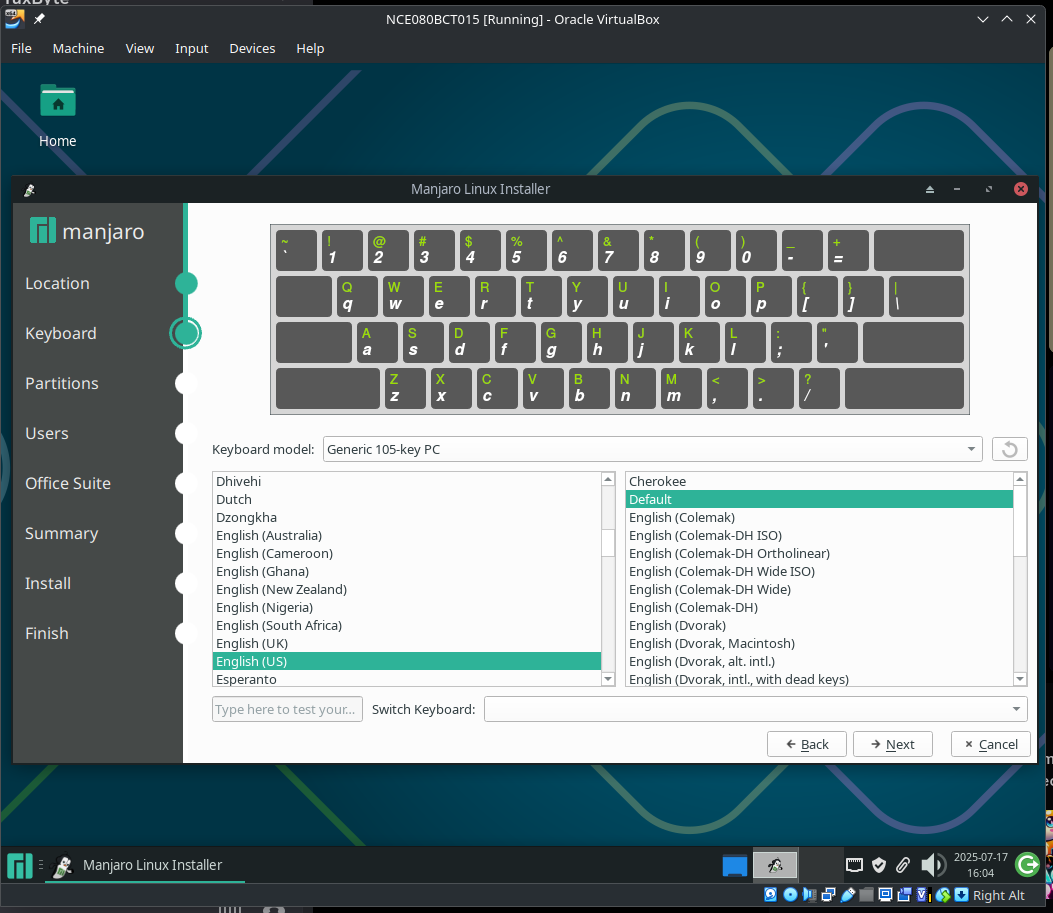 NCE080BCT015 [Running] - Oracle VirtualBox
File Machine View Input Devices Help
Home
Manjaro Linux Installer
manjaro
Location
Keyboard
Partitions
Users
Office Suite
Summary
Install
Finish
~ ! @ # $ % ^ & * ( ) _ +
` 1 2 3 4 5 6 7 8 9 0 - =
Q W E R T Y U I O P { } |
q w e r t y u i o p [ ] \
A S D F G H J K L : "
a s d f g h j k l ; '
Z X C V B N M < > ?
z x c v b n m , . /
Keyboard model: Generic 105-key PC
Dhivehi
Dutch
Dzongkha
English (Australia)
English (Cameroon)
English (Ghana)
English (New Zealand)
English (Nigeria)
English (South Africa)
English (UK)
English (US)
Esperanto
Cherokee
Default
English (Colemak)
English (Colemak-DH ISO)
English (Colemak-DH Ortholinear)
English (Colemak-DH Wide ISO)
English (Colemak-DH Wide)
English (Colemak-DH)
English (Dvorak)
English (Dvorak, Macintosh)
English (Dvorak, alt. intl.)
English (Dvorak, intl., with dead keys)
Type here to test your... Switch Keyboard:
Back Next Cancel
Manjaro Linux Installer
2025-07-17
16:04
Right Alt